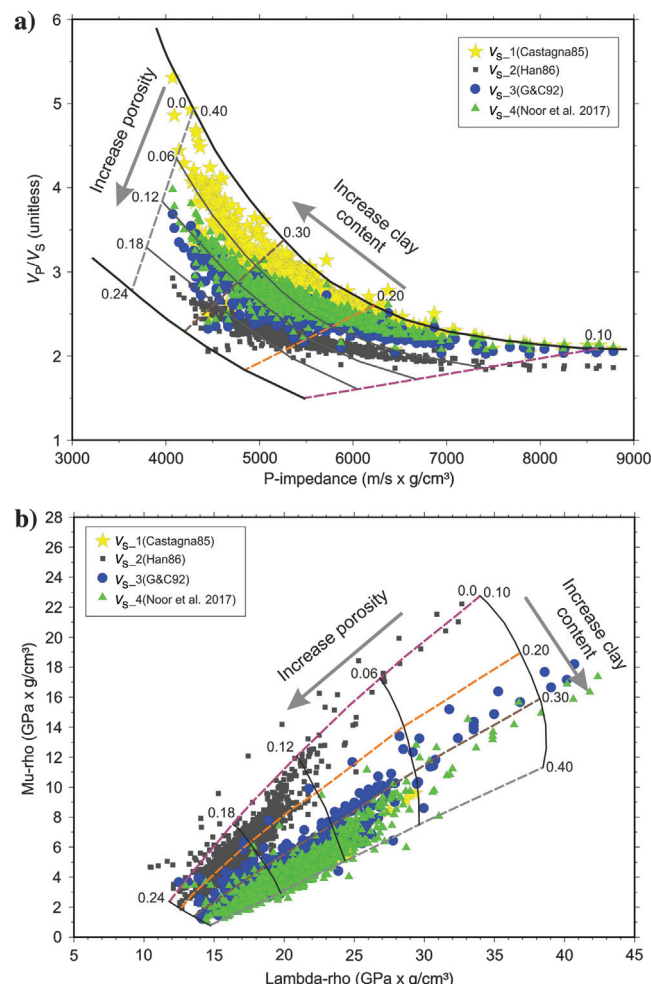 a)
6
5
4
3
2
1
V_P/V_S (unitless)
3000 4000 5000 6000 7000 8000 9000
P-impedance (m/s x g/cm³)
V_S_1(Castagna85)
V_S_2(Han86)
V_S_3(G&C92)
V_S_4(Noor et al. 2017)
Increase porosity
Increase clay
content
0.0
0.40
0.06
0.12
0.30
0.18
0.24
0.20
0.10
b)
28
26
24
22
20
18
16
14
12
10
8
6
4
2
0
Mu-rho (GPa x g/cm³)
5 10 15 20 25 30 35 40 45
Lambda-rho (GPa x g/cm³)
V_S_1(Castagna85)
V_S_2(Han86)
V_S_3(G&C92)
V_S_4(Noor et al. 2017)
Increase porosity
Increase clay
content
0.0 0.10
0.06
0.20
0.30
0.12
0.40
0.18
0.24